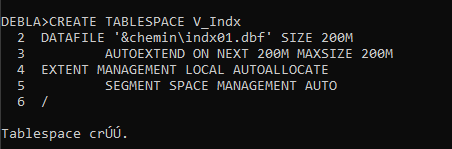 DEBLA>CREATE TABLESPACE V_Indx
  2  DATAFILE '&chemin\indx01.dbf' SIZE 200M
  3          AUTOEXTEND ON NEXT 200M MAXSIZE 200M
  4  EXTENT MANAGEMENT LOCAL AUTOALLOCATE
  5          SEGMENT SPACE MANAGEMENT AUTO
  6  /
Tablespace crÚÚ.